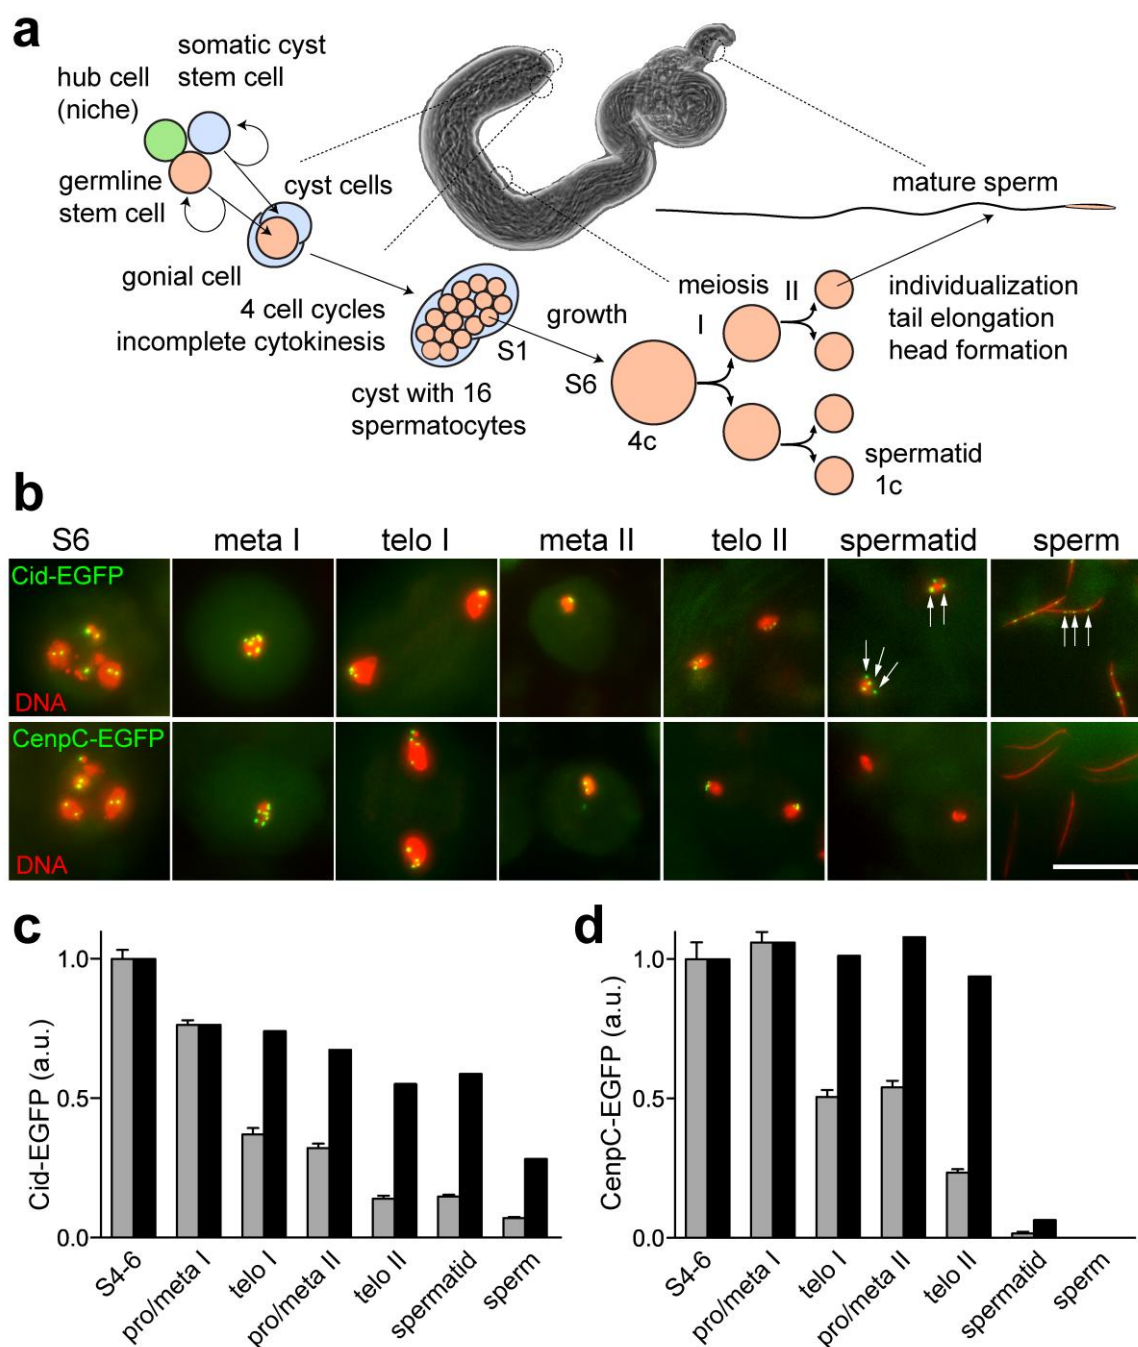 a
somatic cyst
stem cell
hub cell
(niche)
germline
stem cell
cyst cells
gonial cell
4 cell cycles
incomplete cytokinesis
S1
cyst with 16
spermatocytes
growth
S6
4c
meiosis
I
II
mature sperm
individualization
tail elongation
head formation
spermatid
1c
b
S6 meta I telo I meta II telo II spermatid sperm
Cid-EGFP
DNA
CenpC-EGFP
DNA
c
Cid-EGFP (a.u.)
1.0
0.5
0.0
S4-6
pro/meta I
telo I
pro/meta II
telo II
spermatid
sperm
d
CenpC-EGFP (a.u.)
1.0
0.5
0.0
S4-6
pro/meta I
telo I
pro/meta II
telo II
spermatid
sperm